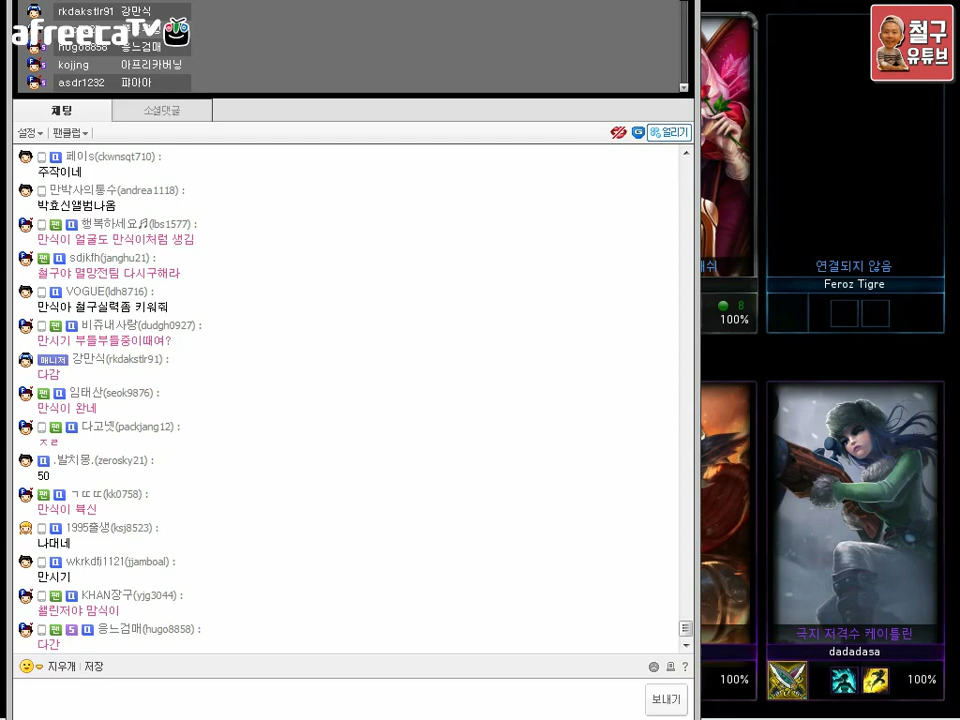 rkdakstlr91 강만식
afreecaTV
hugo8858 응느검매
kojjng 아프리카버닝
asdr1232 퍄아아
철구
유튜브
채팅
소셜댓글
설정
팬클럽
얼리기
페이s(ckwnsqt710) :
주작이네
만박사의통수(andrea1118) :
박효신앨범나옴
행복하세요♬(lbs1577) :
만식이 얼굴도 만식이처럼 생김
sdjkfh(janghu21) :
철구야 멸망전팀 다시구해라
VOGUE(ldh8716) :
만식아 철구실력좀 키워줘
비쥬내사랑(dudgh0927) :
만시기 부들부들중이때여?
매니저 강만식(rkdakstlr91) :
다감
임태산(seok9876) :
만식이 완네
다고넷(packjang12) :
ㅈㄹ
.발치몽.(zerosky21) :
50
ㄱㄸㄸ(kk0758) :
만식이 븍신
1995출생(ksj8523) :
나대네
wkrkdfj1121(jjamboal) :
만시기
KHAN장구(yjg3044) :
챌린저야 맘식이
응느검매(hugo8858) :
다간
지우개
저장
?
보내기
연결되지 않음
Feroz Tigre
8
100%
극지 저격수 케이틀린
dadadasa
100%
100%